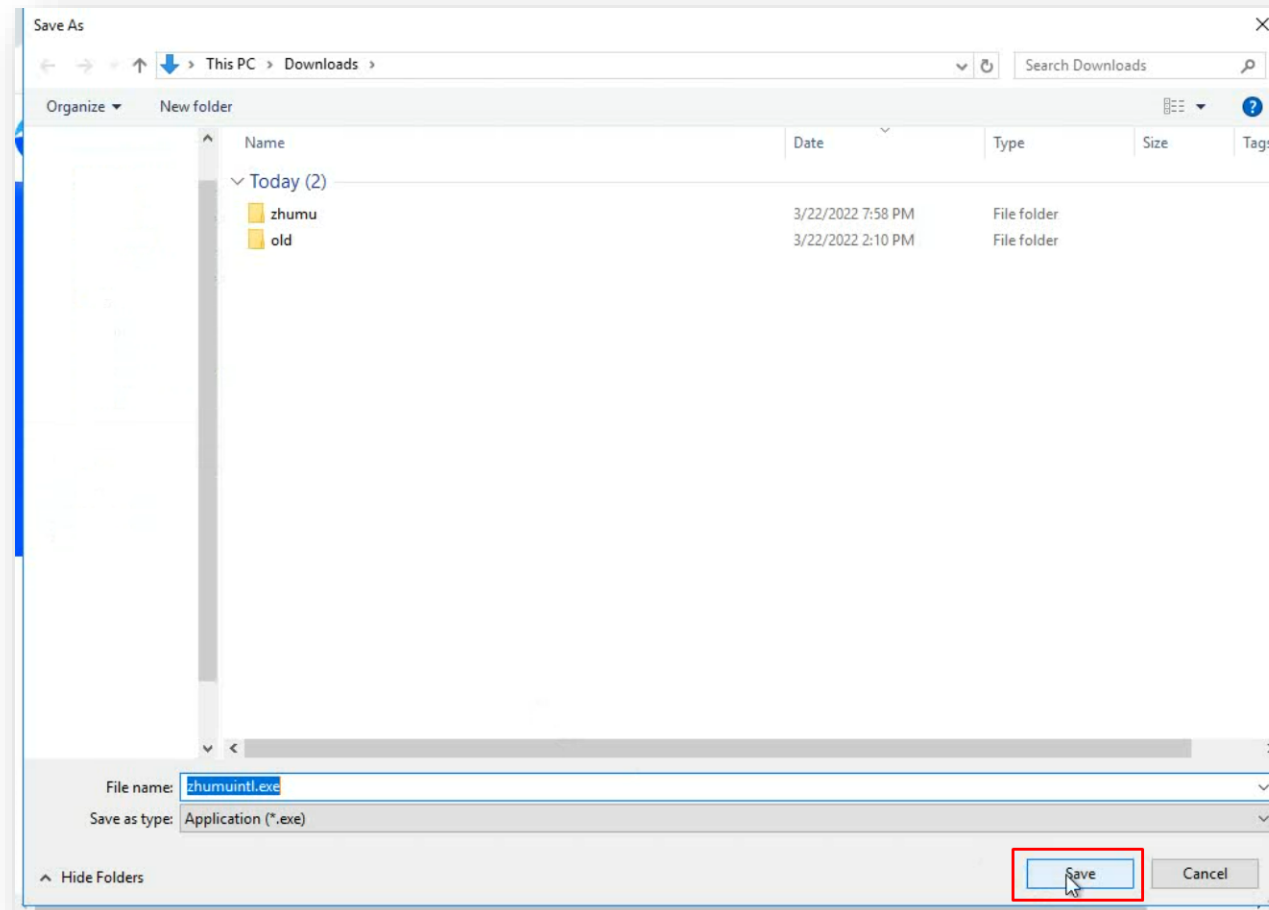 Save As
This PC > Downloads >
Search Downloads
Organize
New folder
Name Date Type Size Tags
Today (2)
zhumu 3/22/2022 7:58 PM File folder
old 3/22/2022 2:10 PM File folder
File name: zhumuintl.exe
Save as type: Application (*.exe)
Hide Folders
Save
Cancel